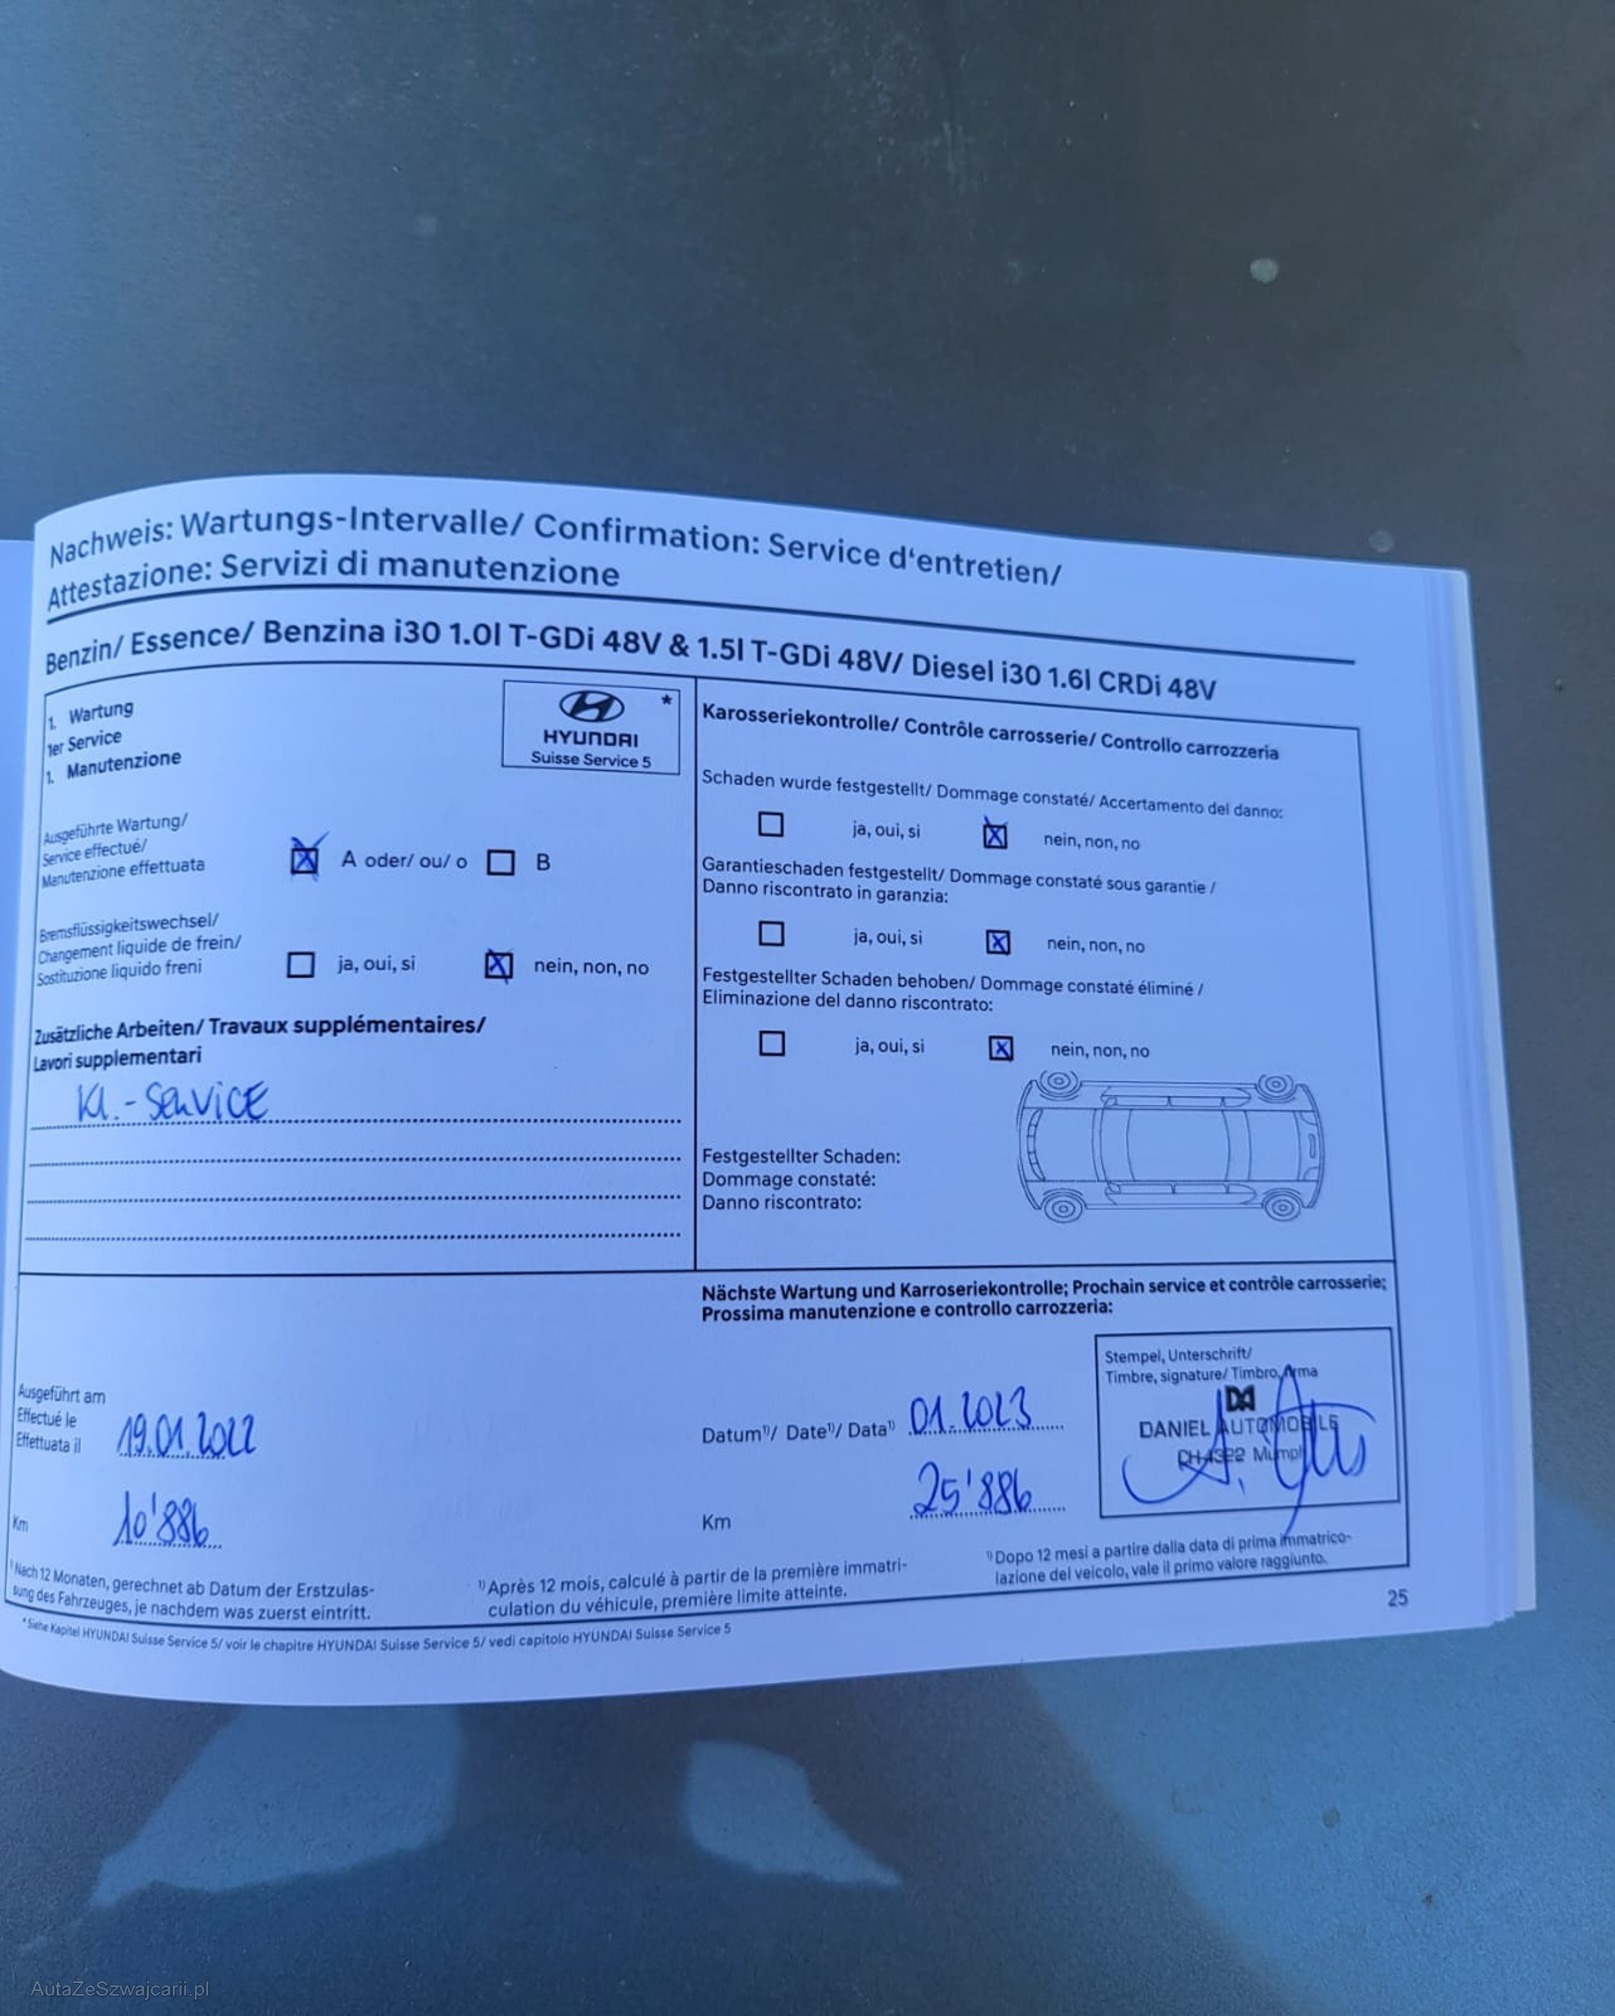 Nachweis: Wartungs-Intervalle/ Confirmation: Service d'entretien/
Attestazione: Servizi di manutenzione
Benzin/ Essence/ Benzina i30 1.0l T-GDi 48V & 1.5l T-GDi 48V/ Diesel i30 1.6l CRDi 48V
1. Wartung
1er Service
1. Manutenzione
HYUNDAI *
Suisse Service 5
Ausgeführte Wartung/
Service effectué/
Manutenzione effettuata
A oder/ ou/ o B
Bremsflüssigkeitswechsel/
Changement liquide de frein/
Sostituzione liquido freni
ja, oui, si nein, non, no
Zusätzliche Arbeiten/ Travaux supplémentaires/
Lavori supplementari
Kl.-Service
Karosseriekontrolle/ Contrôle carrosserie/ Controllo carrozzeria
Schaden wurde festgestellt/ Dommage constaté/ Accertamento del danno:
ja, oui, si nein, non, no
Garantieschaden festgestellt/ Dommage constaté sous garantie /
Danno riscontrato in garanzia:
ja, oui, si nein, non, no
Festgestellter Schaden behoben/ Dommage constaté éliminé /
Eliminazione del danno riscontrato:
ja, oui, si nein, non, no
Festgestellter Schaden:
Dommage constaté:
Danno riscontrato:
Nächste Wartung und Karroseriekontrolle; Prochain service et contrôle carrosserie;
Prossima manutenzione e controllo carrozzeria:
Ausgeführt am
Effectué le
Effettuata il
19.01.2022
Km 10'886
Datum¹⁾/ Date¹⁾/ Data¹⁾ 01.2023
Km 25'886
Stempel, Unterschrift/
Timbre, signature/ Timbro, firma
DANIEL AUTOMOBILE
CH-4322 Mumpf
¹⁾Nach 12 Monaten, gerechnet ab Datum der Erstzulas-
sung des Fahrzeuges, je nachdem was zuerst eintritt.
¹⁾Après 12 mois, calculé à partir de la première immatri-
culation du véhicule, première limite atteinte.
¹⁾Dopo 12 mesi a partire dalla data di prima immatrico-
lazione del veicolo, vale il primo valore raggiunto.
*Siehe Kapitel HYUNDAI Suisse Service 5/ voir le chapitre HYUNDAI Suisse Service 5/ vedi capitolo HYUNDAI Suisse Service 5
25
AutaZeSzwajcarii.pl